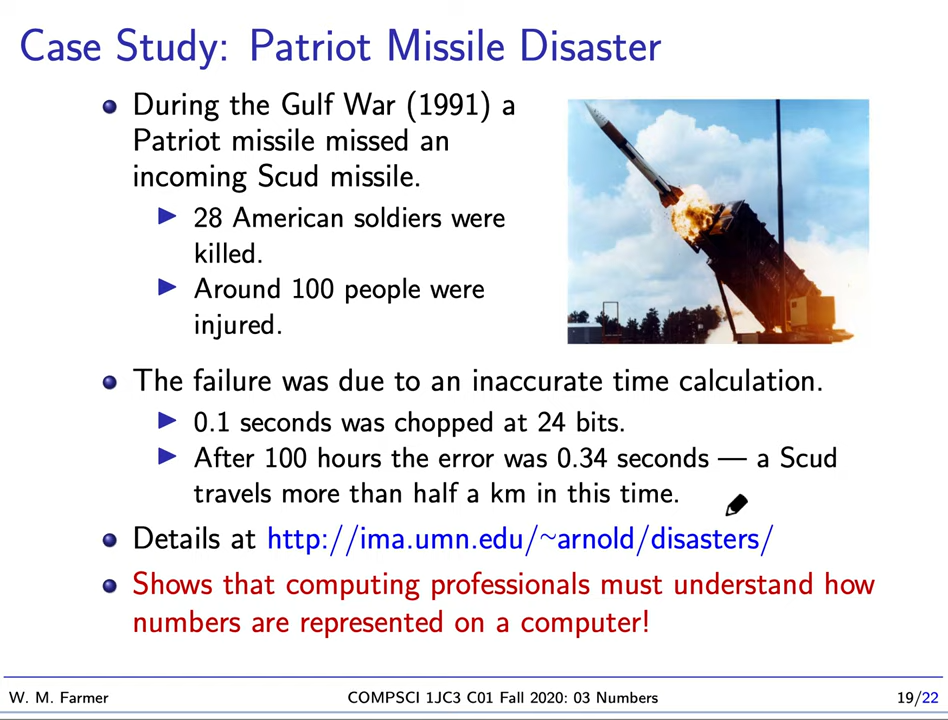 Case Study: Patriot Missile Disaster
During the Gulf War (1991) a
Patriot missile missed an
incoming Scud missile.
28 American soldiers were
killed.
Around 100 people were
injured.
The failure was due to an inaccurate time calculation.
0.1 seconds was chopped at 24 bits.
After 100 hours the error was 0.34 seconds — a Scud
travels more than half a km in this time.
Details at http://ima.umn.edu/~arnold/disasters/
Shows that computing professionals must understand how
numbers are represented on a computer!
W. M. Farmer COMPSCI 1JC3 C01 Fall 2020: 03 Numbers 19/22